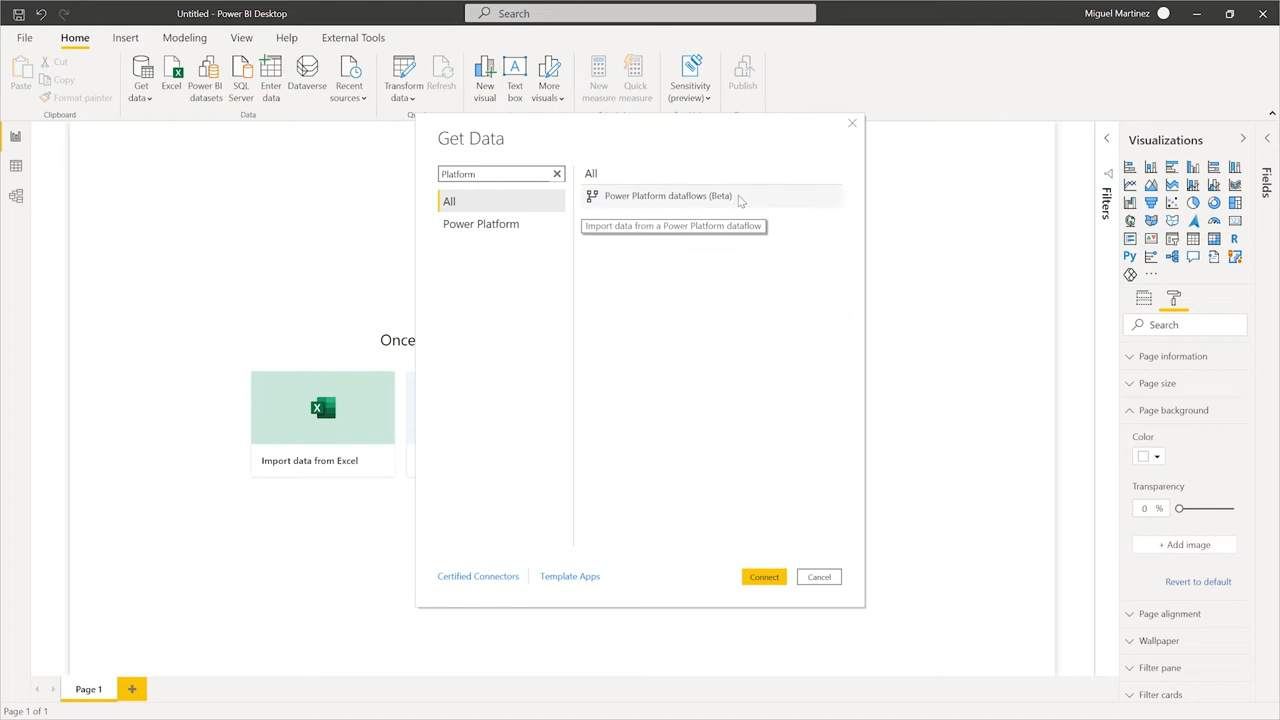 Untitled - Power BI Desktop
Search
Miguel Martinez
File Home Insert Modeling View Help External Tools
Paste
Cut
Copy
Format painter
Clipboard
Get data
Excel
Power BI datasets
SQL Server
Enter data
Dataverse
Recent sources
Data
Transform data
Refresh
New visual
Text box
More visuals
New measure
Quick measure
Sensitivity (preview)
Publish
Get Data
Platform
All
Power Platform
All
Power Platform dataflows (Beta)
Import data from a Power Platform dataflow
Certified Connectors
Template Apps
Connect
Cancel
Once
Import data from Excel
Filters
Visualizations
Fields
R
Py
Search
Page information
Page size
Page background
Color
Transparency
0 %
+ Add image
Revert to default
Page alignment
Wallpaper
Filter pane
Filter cards
Page 1
Page 1 of 1